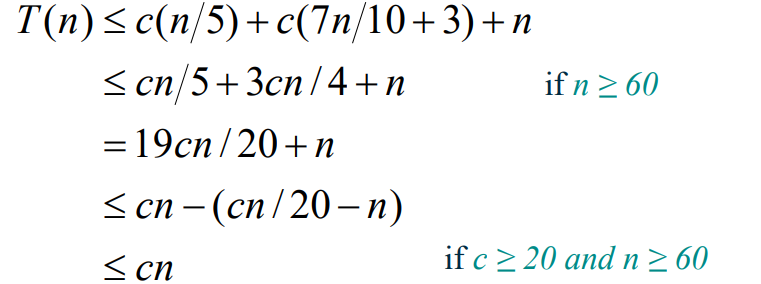 T(n) ≤ c(n/5) + c(7n/10 + 3) + n
≤ cn/5 + 3cn / 4 + n if n ≥ 60
= 19cn / 20 + n
≤ cn − (cn / 20 − n)
≤ cn if c ≥ 20 and n ≥ 60